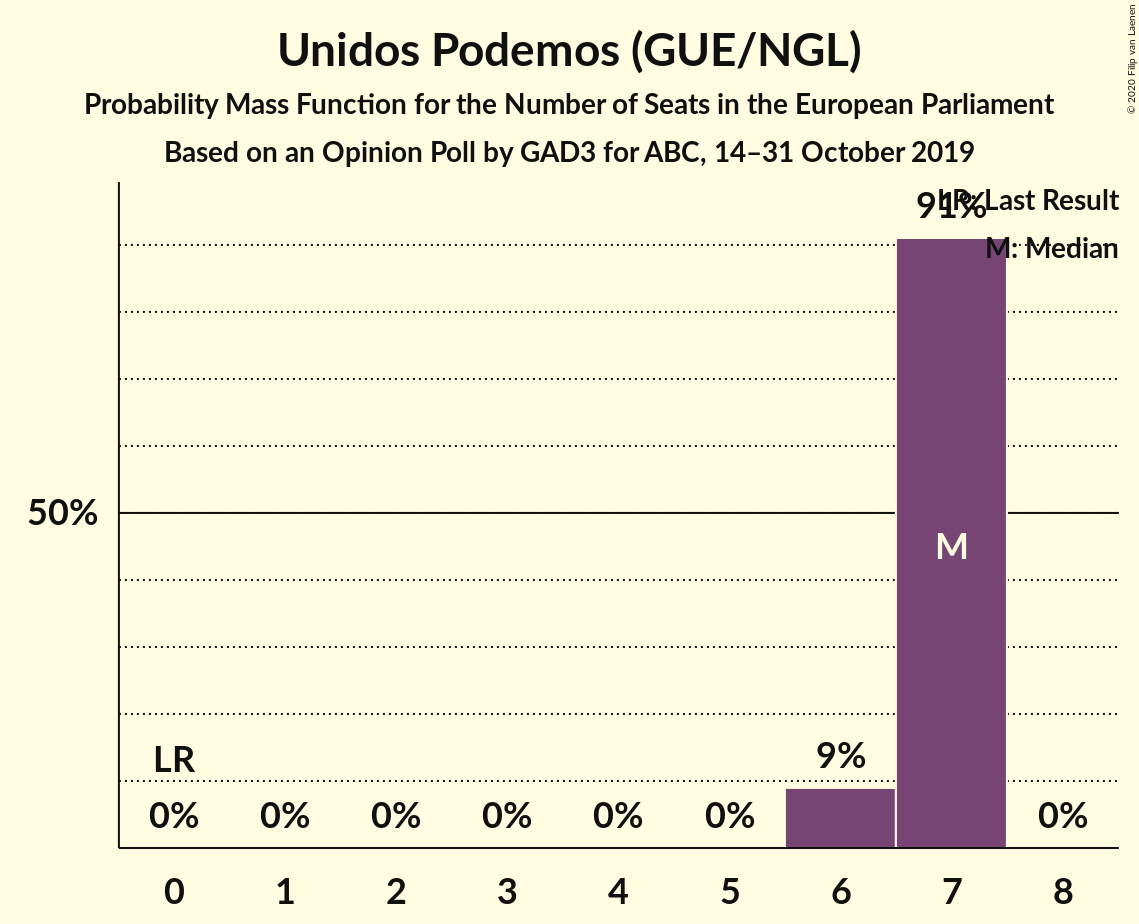 Unidos Podemos (GUE/NGL)
Probability Mass Function for the Number of Seats in the European Parliament
Based on an Opinion Poll by GAD3 for ABC, 14–31 October 2019
© 2020 Filip van Laenen
LR: Last Result
91%
M: Median
50%
M
LR
9%
0% 0% 0% 0% 0% 0% 0%
0 1 2 3 4 5 6 7 8